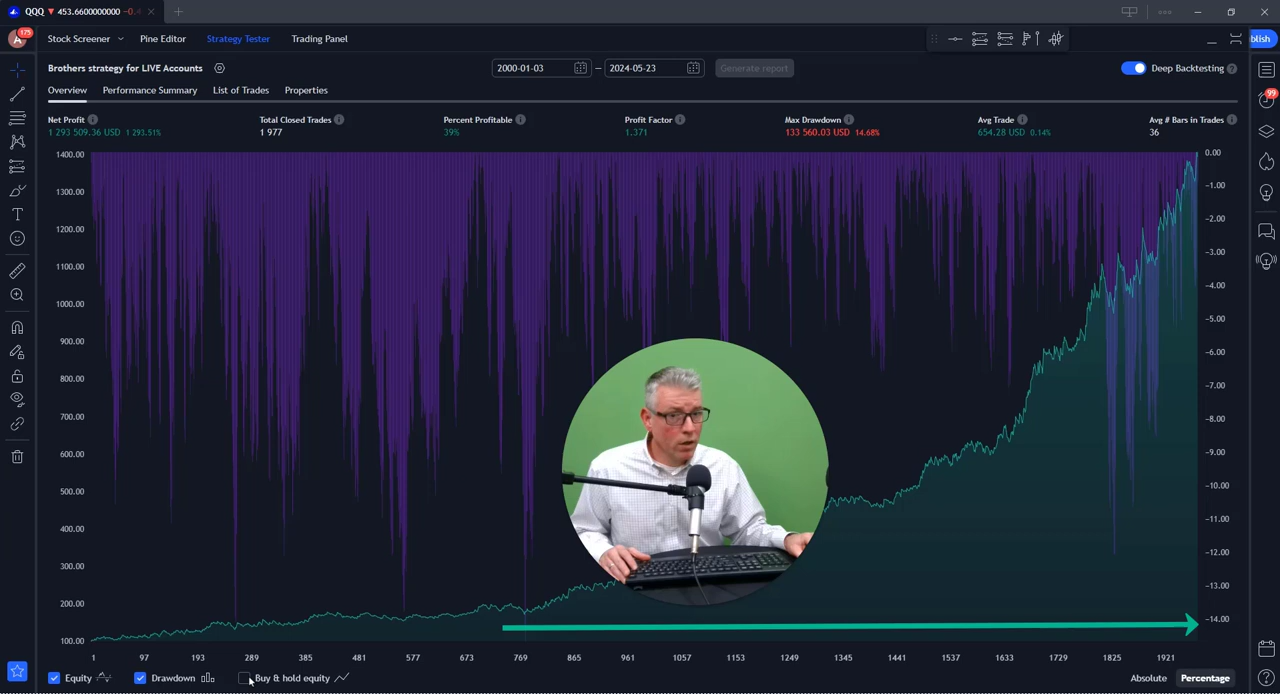 QQQ ▼ 453.6600000000 −0.4
175
Stock Screener Pine Editor Strategy Tester Trading Panel
blish
Brothers strategy for LIVE Accounts
2000-01-03 – 2024-05-23 Generate report
Deep Backtesting
Overview Performance Summary List of Trades Properties
99
Net Profit Total Closed Trades Percent Profitable Profit Factor Max Drawdown Avg Trade Avg # Bars in Trades
1 293 509.36 USD 1 293.51% 1 977 39% 1.371 133 560.03 USD 14.68% 654.28 USD 0.14% 36
1400.00 0.00
1300.00 −1.00
1200.00 −2.00
1100.00 −3.00
1000.00 −4.00
900.00 −5.00
800.00 −6.00
700.00 −7.00
600.00 −8.00
500.00 −9.00
400.00 −10.00
300.00 −11.00
200.00 −12.00
100.00 −13.00
−14.00
1 97 193 289 385 481 577 673 769 865 961 1057 1153 1249 1345 1441 1537 1633 1729 1825 1921
Equity Drawdown Buy & hold equity Absolute Percentage